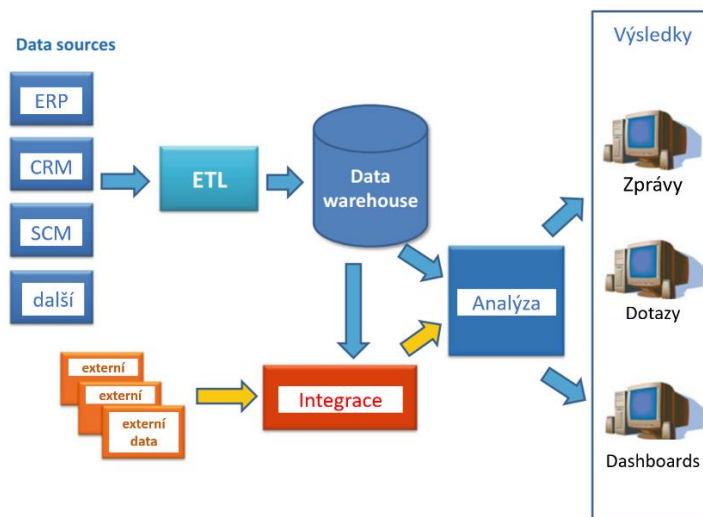 Data sources
ERP
CRM
SCM
další
ETL
Data
warehouse
externí
externí
externí
data
Integrace
Analýza
Výsledky
Zprávy
Dotazy
Dashboards